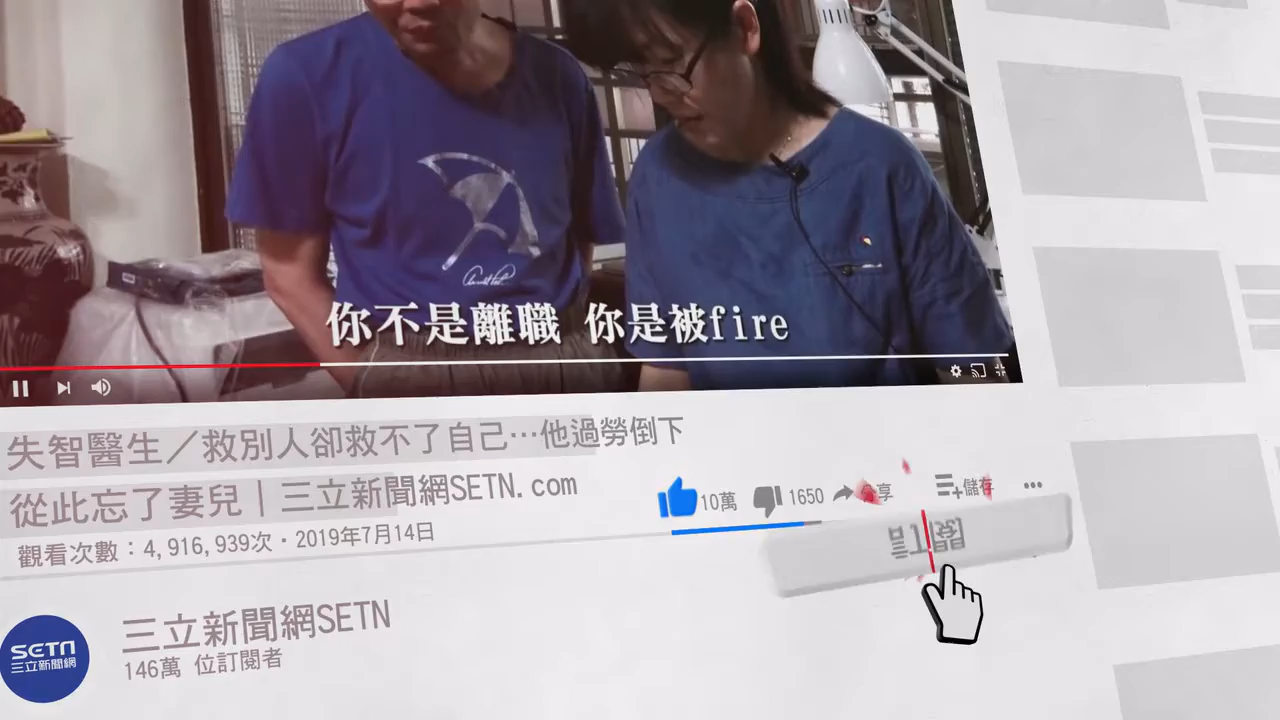 你不是離職 你是被fire
失智醫生／救別人卻救不了自己…他過勞倒下
從此忘了妻兒｜三立新聞網SETN.com
觀看次數：4,916,939次・2019年7月14日
10萬 1650 享 儲存
訂閱
SETN
三立新聞網
三立新聞網SETN
146萬 位訂閱者